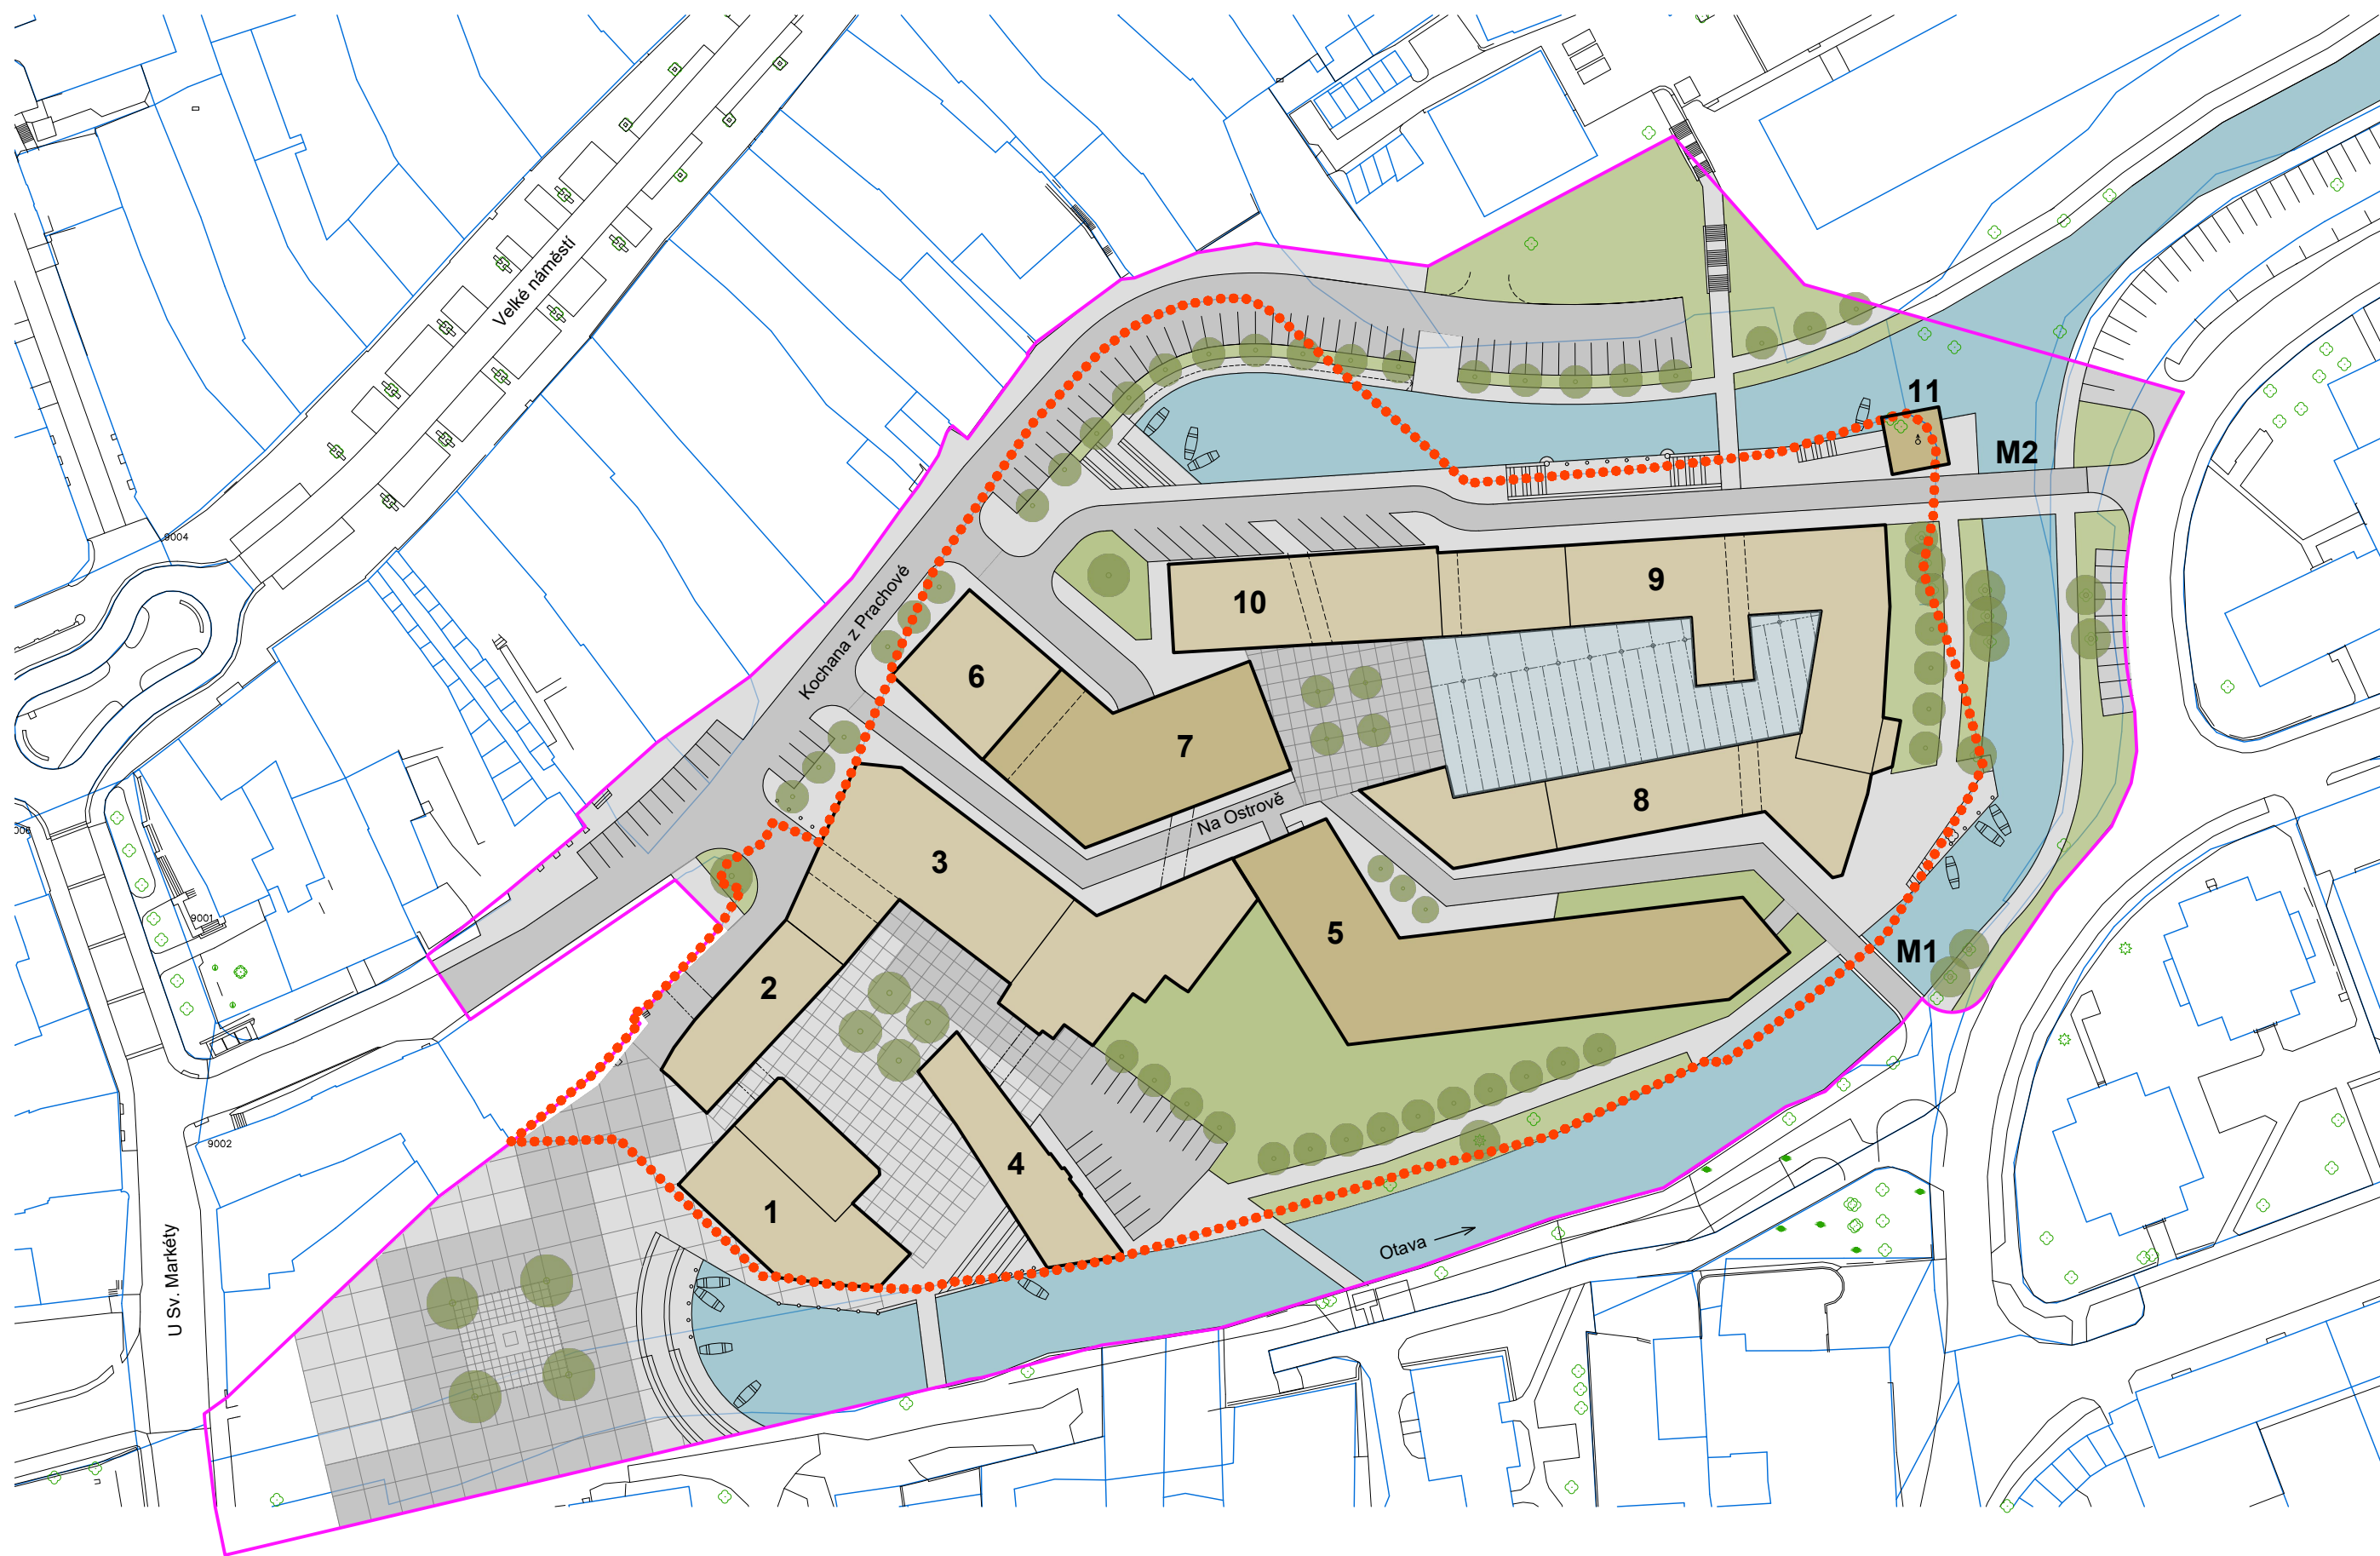 Velké náměstí
11
M2
9004
10
9
Kochana z Prachové
6
7
Na Ostrově
8
3
9001
5
M1
2
9002
4
1
Otava
U Sv. Markéty